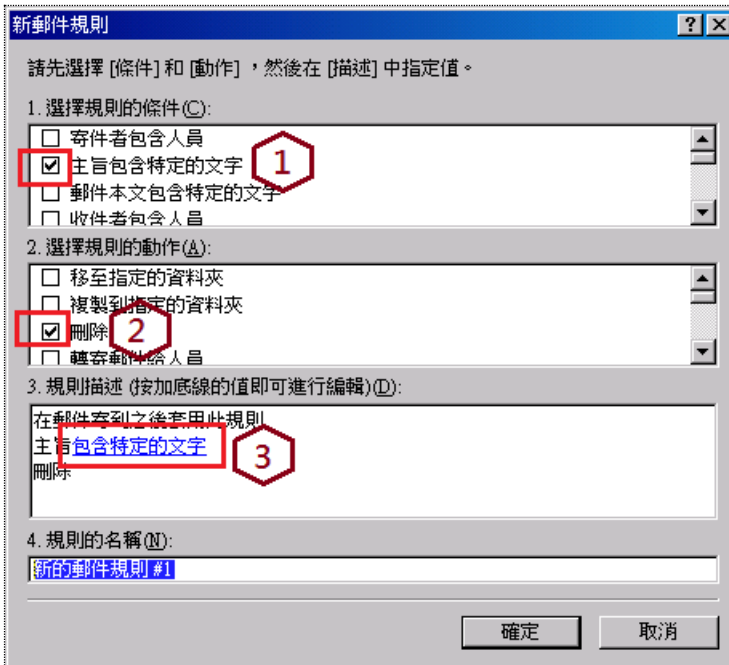 新郵件規則
請先選擇 [條件] 和 [動作] ，然後在 [描述] 中指定值。
1. 選擇規則的條件(C):
寄件者包含人員
主旨包含特定的文字
1
郵件本文包含特定的文字
收件者包含人員
2. 選擇規則的動作(A):
移至指定的資料夾
複製到指定的資料夾
刪除
2
轉寄郵件給人員
3. 規則描述 (按加底線的值即可進行編輯)(D):
在郵件寄到之後套用此規則
主旨包含特定的文字
3
刪除
4. 規則的名稱(N):
新的郵件規則 #1
確定
取消